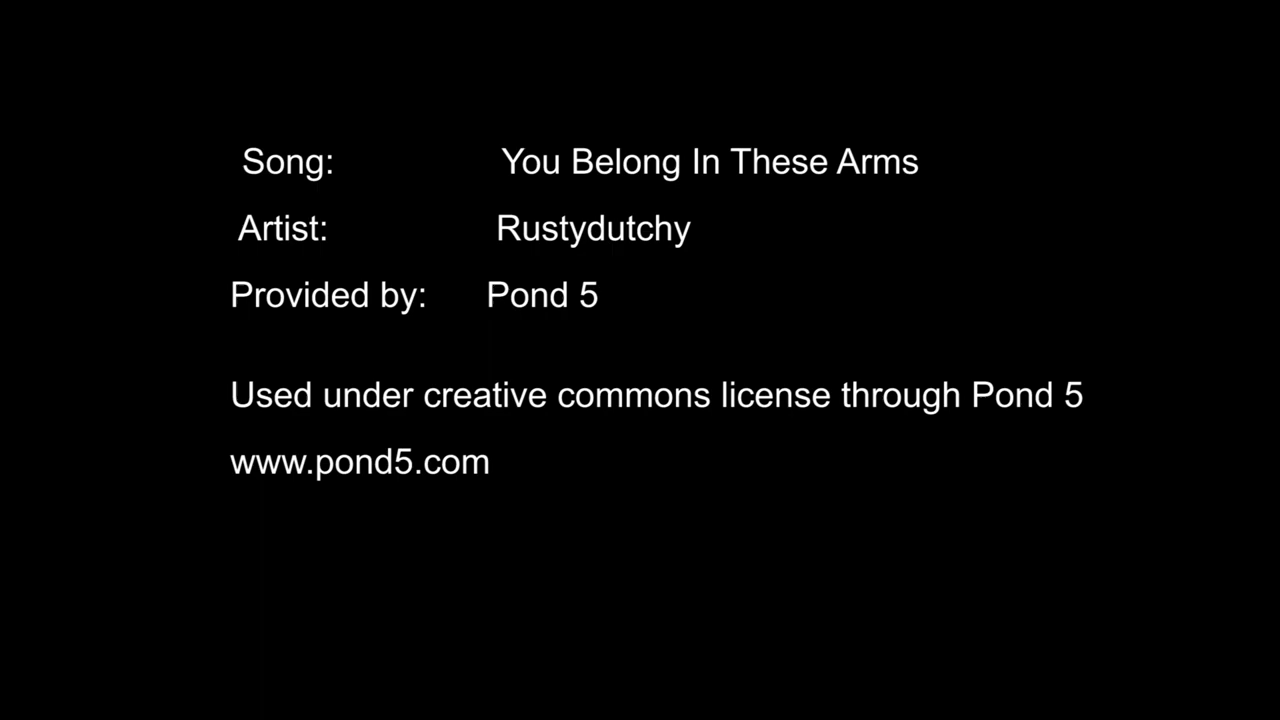 Song: You Belong In These Arms
Artist: Rustydutchy
Provided by: Pond 5
Used under creative commons license through Pond 5
www.pond5.com